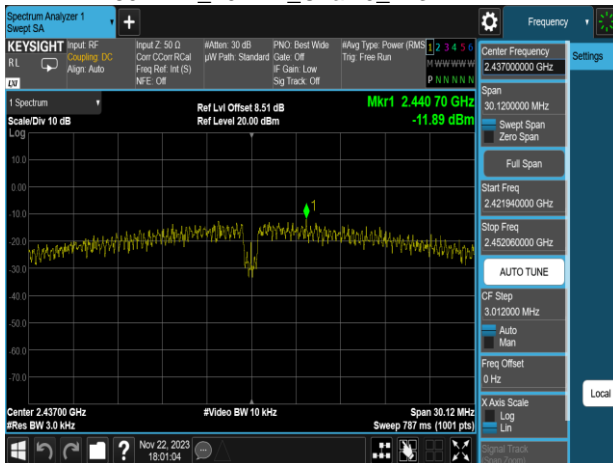 Spectrum Analyzer 1
Swept SA
+
Frequency
KEYSIGHT
RL
LXI
Input: RF
Coupling: DC
Align: Auto
Input Z: 50 Ω
Corr CCorr RCal
Freq Ref: Int (S)
NFE: Off
#Atten: 30 dB
µW Path: Standard
PNO: Best Wide
Gate: Off
IF Gain: Low
Sig Track: Off
#Avg Type: Power (RMS
Trig: Free Run
1 2 3 4 5 6
M W W W W W
P N N N N N
1 Spectrum
Scale/Div 10 dB
Log
Ref Lvl Offset 8.51 dB
Ref Level 20.00 dBm
Mkr1 2.440 70 GHz
-11.89 dBm
10.0
0.00
-10.0
-20.0
-30.0
-40.0
-50.0
-60.0
-70.0
1
Center 2.43700 GHz
#Res BW 3.0 kHz
#Video BW 10 kHz
Span 30.12 MHz
Sweep 787 ms (1001 pts)
Center Frequency
2.437000000 GHz
Span
30.1200000 MHz
Swept Span
Zero Span
Full Span
Start Freq
2.421940000 GHz
Stop Freq
2.452060000 GHz
AUTO TUNE
CF Step
3.012000 MHz
Auto
Man
Freq Offset
0 Hz
X Axis Scale
Log
Lin
Signal Track
(Span Zoom)
Settings
Local
?
Nov 22, 2023
18:01:04